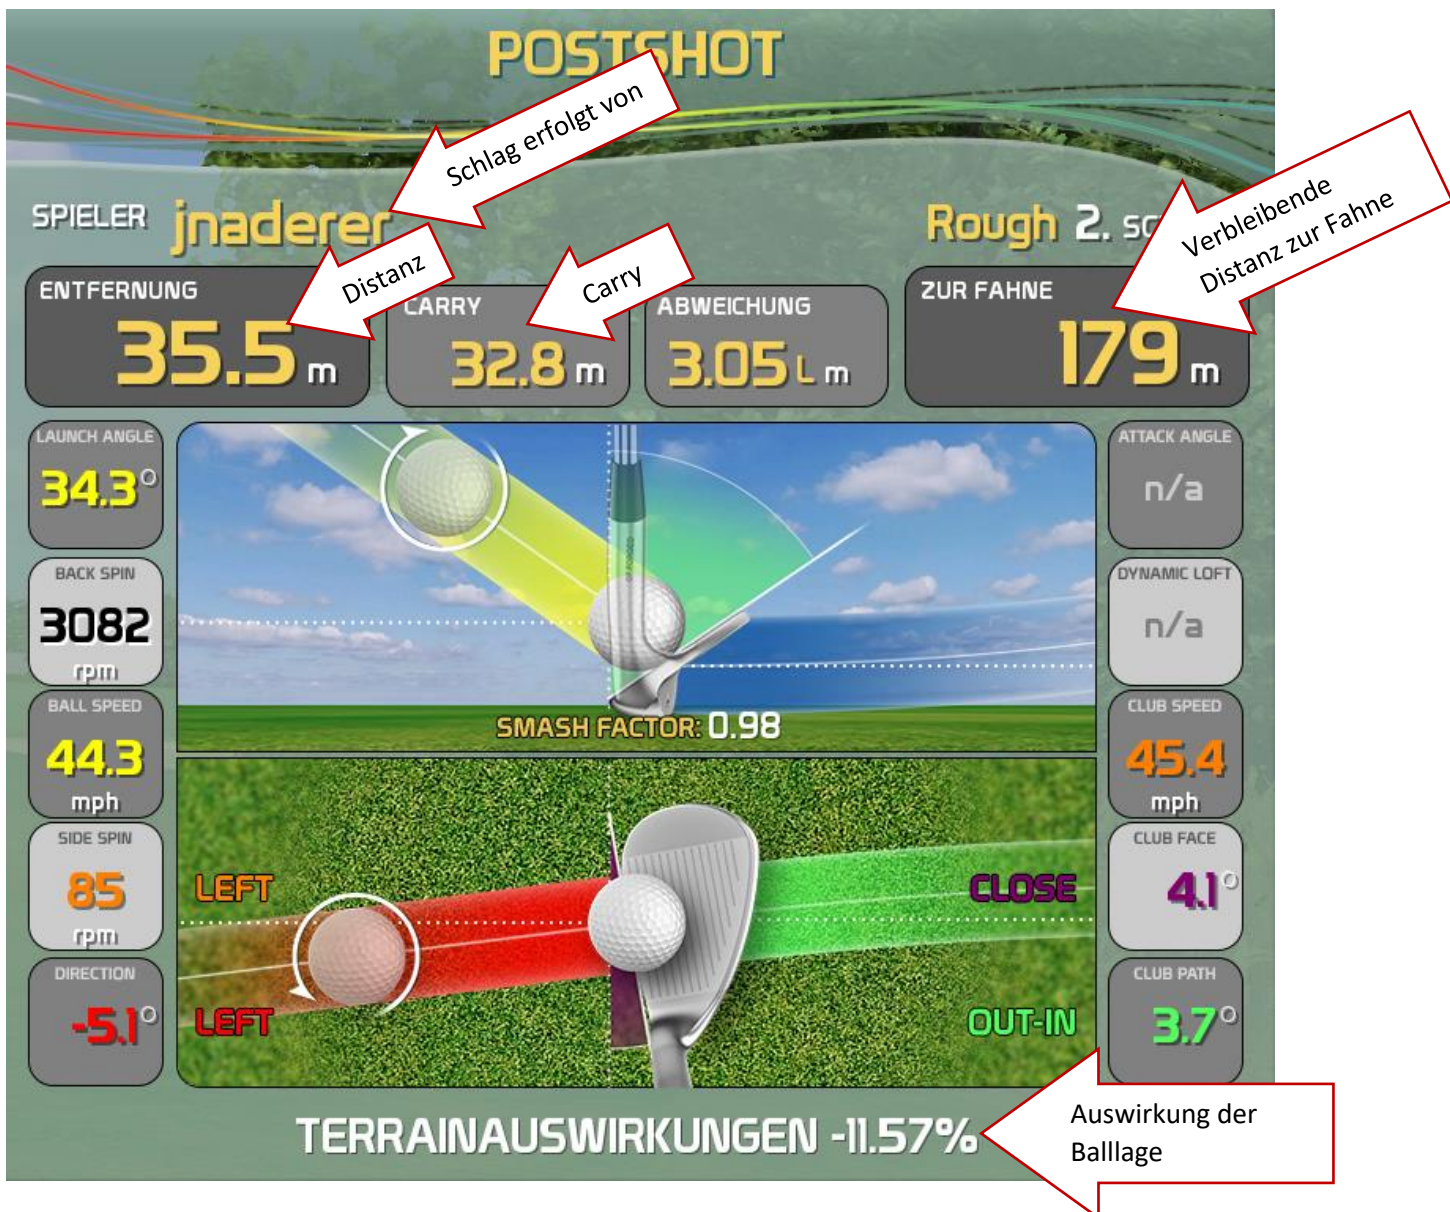 POSTSHOT
Schlag erfolgt von
SPIELER jnaderer
Rough 2.
Verbleibende
Distanz zur Fahne
Distanz
Carry
ENTFERNUNG
35.5 m
CARRY
32.8 m
ABWEICHUNG
3.05 L m
ZUR FAHNE
179 m
LAUNCH ANGLE
34.3°
BACK SPIN
3082
rpm
BALL SPEED
44.3
mph
SIDE SPIN
85
rpm
DIRECTION
-5.1°
SMASH FACTOR: 0.98
LEFT
CLOSE
LEFT
OUT-IN
ATTACK ANGLE
n/a
DYNAMIC LOFT
n/a
CLUB SPEED
45.4
mph
CLUB FACE
4.1°
CLUB PATH
3.7°
TERRAINAUSWIRKUNGEN -11.57%
Auswirkung der
Balllage